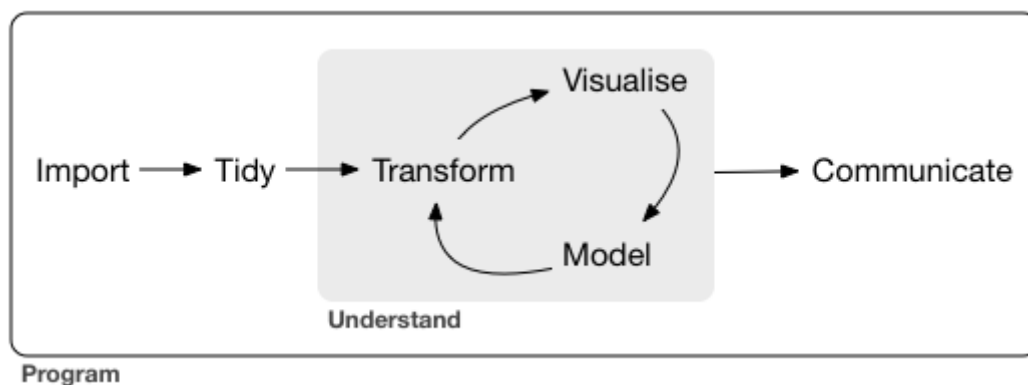 Visualise
Import
Tidy
Transform
Communicate
Model
Understand
Program